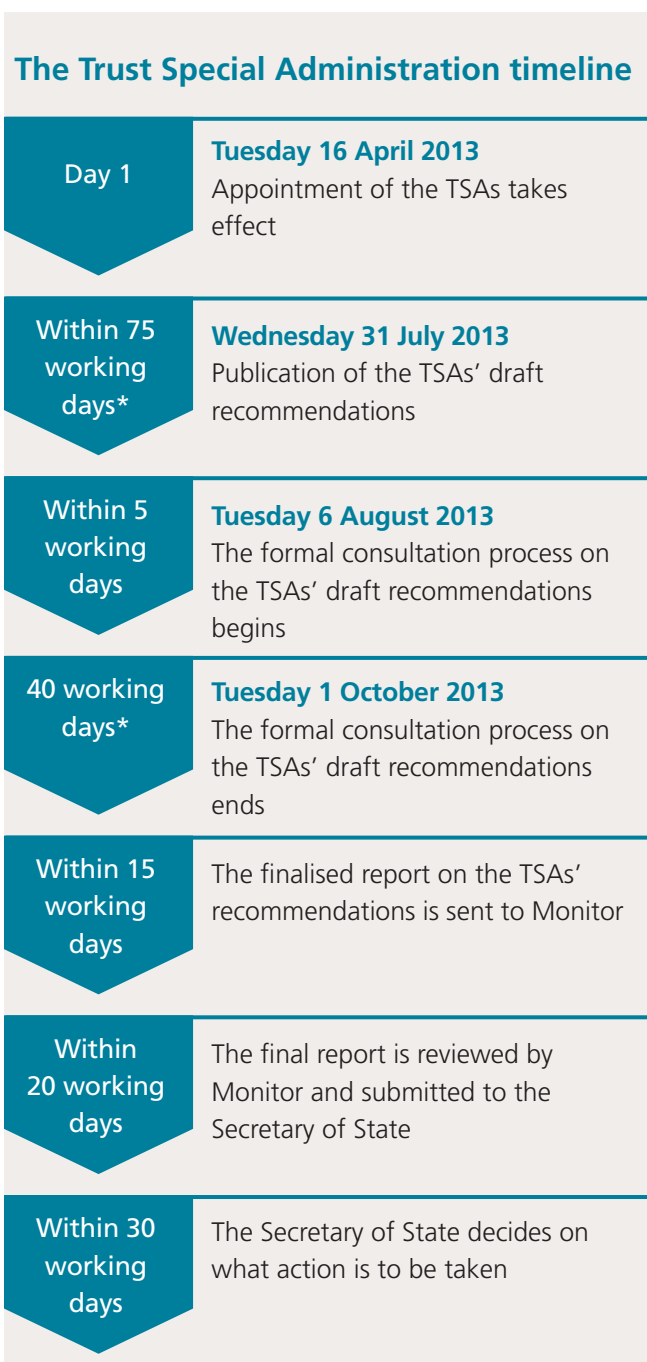 The Trust Special Administration timeline
Day 1
Tuesday 16 April 2013
Appointment of the TSAs takes
effect
Within 75
working
days*
Wednesday 31 July 2013
Publication of the TSAs’ draft
recommendations
Within 5
working
days
Tuesday 6 August 2013
The formal consultation process on
the TSAs’ draft recommendations
begins
40 working
days*
Tuesday 1 October 2013
The formal consultation process on
the TSAs’ draft recommendations
ends
Within 15
working
days
The finalised report on the TSAs’
recommendations is sent to Monitor
Within
20 working
days
The final report is reviewed by
Monitor and submitted to the
Secretary of State
Within 30
working
days
The Secretary of State decides on
what action is to be taken